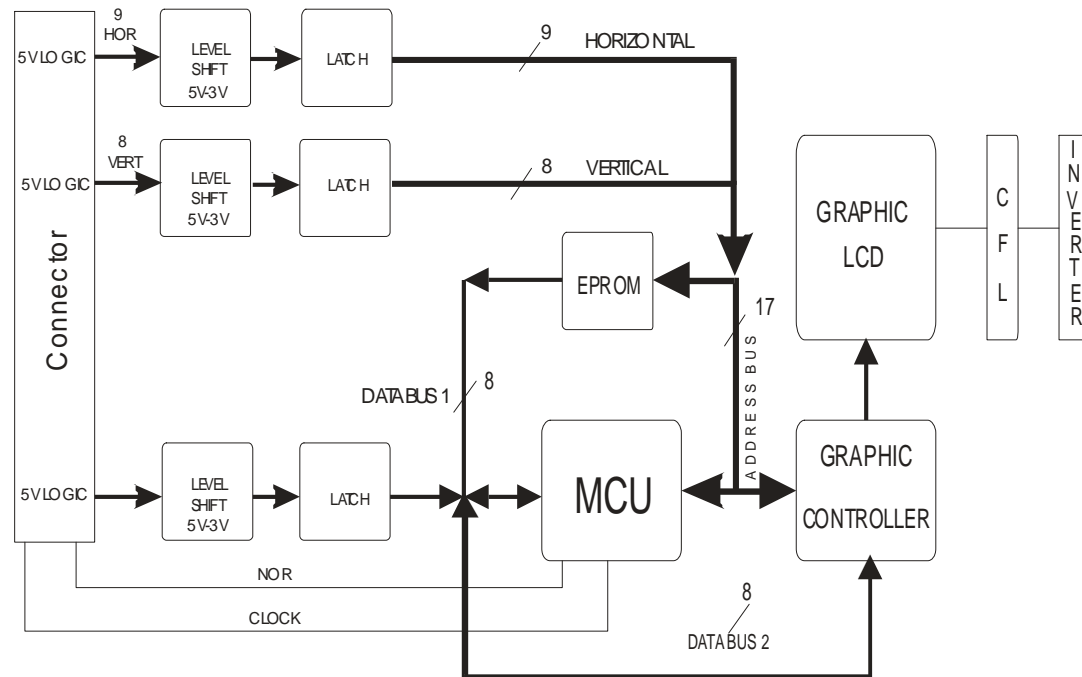 9
HOR
5V LOGIC
LEVEL
SHIFT
5V-3V
LATCH
9
HORIZONTAL
8
VERT
5V LOGIC
LEVEL
SHIFT
5V-3V
LATCH
8
VERTICAL
Connector
EPROM
17
ADDRESS BUS
GRAPHIC
LCD
CFL
INVERTER
DATABUS 1
8
5V LOGIC
LEVEL
SHIFT
5V-3V
LATCH
MCU
GRAPHIC
CONTROLLER
NOR
CLOCK
8
DATABUS 2